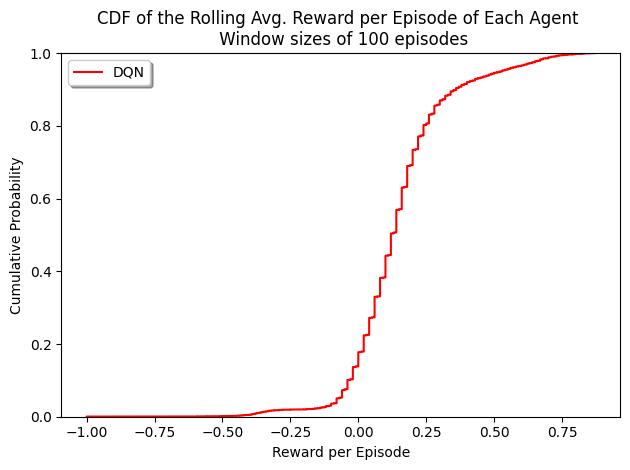 CDF of the Rolling Avg. Reward per Episode of Each Agent
Window sizes of 100 episodes
DQN
Cumulative Probability
1.0
0.8
0.6
0.4
0.2
0.0
−1.00 −0.75 −0.50 −0.25 0.00 0.25 0.50 0.75
Reward per Episode